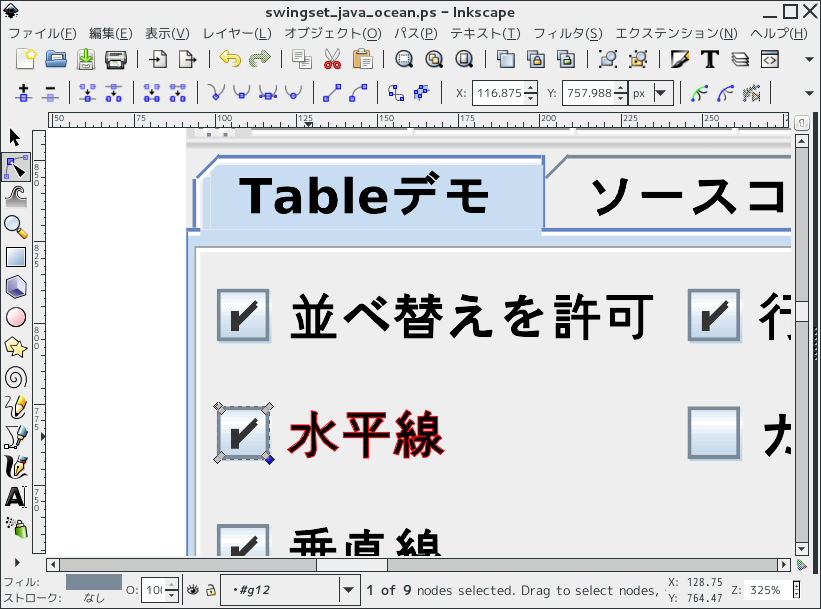 swingset_java_ocean.ps - Inkscape
ファイル(F) 編集(E) 表示(V) レイヤー(L) オブジェクト(O) パス(P) テキスト(T) フィルタ(S) エクステンション(N) ヘルプ(H)
X: 116.875 Y: 757.988 px
50 75 100 125 150 175 200 225 250
850
825
800
775
750
Tableデモ ソースコ
並べ替えを許可 行
水平線
垂直線
フィル:
ストローク: なし
O: 10
•#g12
1 of 9 nodes selected. Drag to select nodes,
X: 128.75
Y: 764.47
Z: 325%